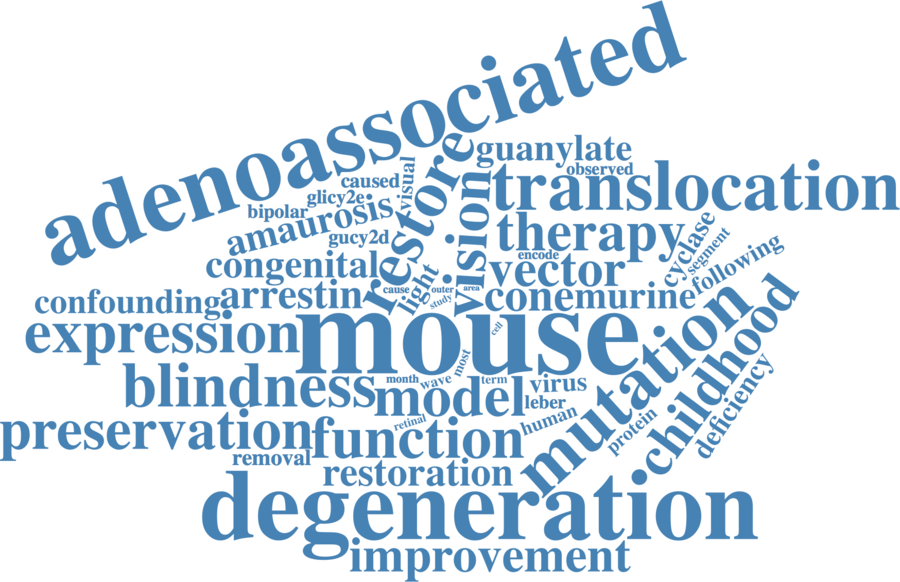 adenoassociated
restore
guanylate
observed
visual
caused
translocation
glicy2e
bipolar
vision
amaurosis
gucy2d
therapy
cyclase
segment
encode
congenital
vector
following
light
cause
outer
area
study
conemurine
confounding
arrestin
expression
mouse
cell
mutation
childhood
most
blindness
month
wave
term
virus
model
leber
deficiency
preservation
function
retinal
human
protein
removal
restoration
degeneration
improvement